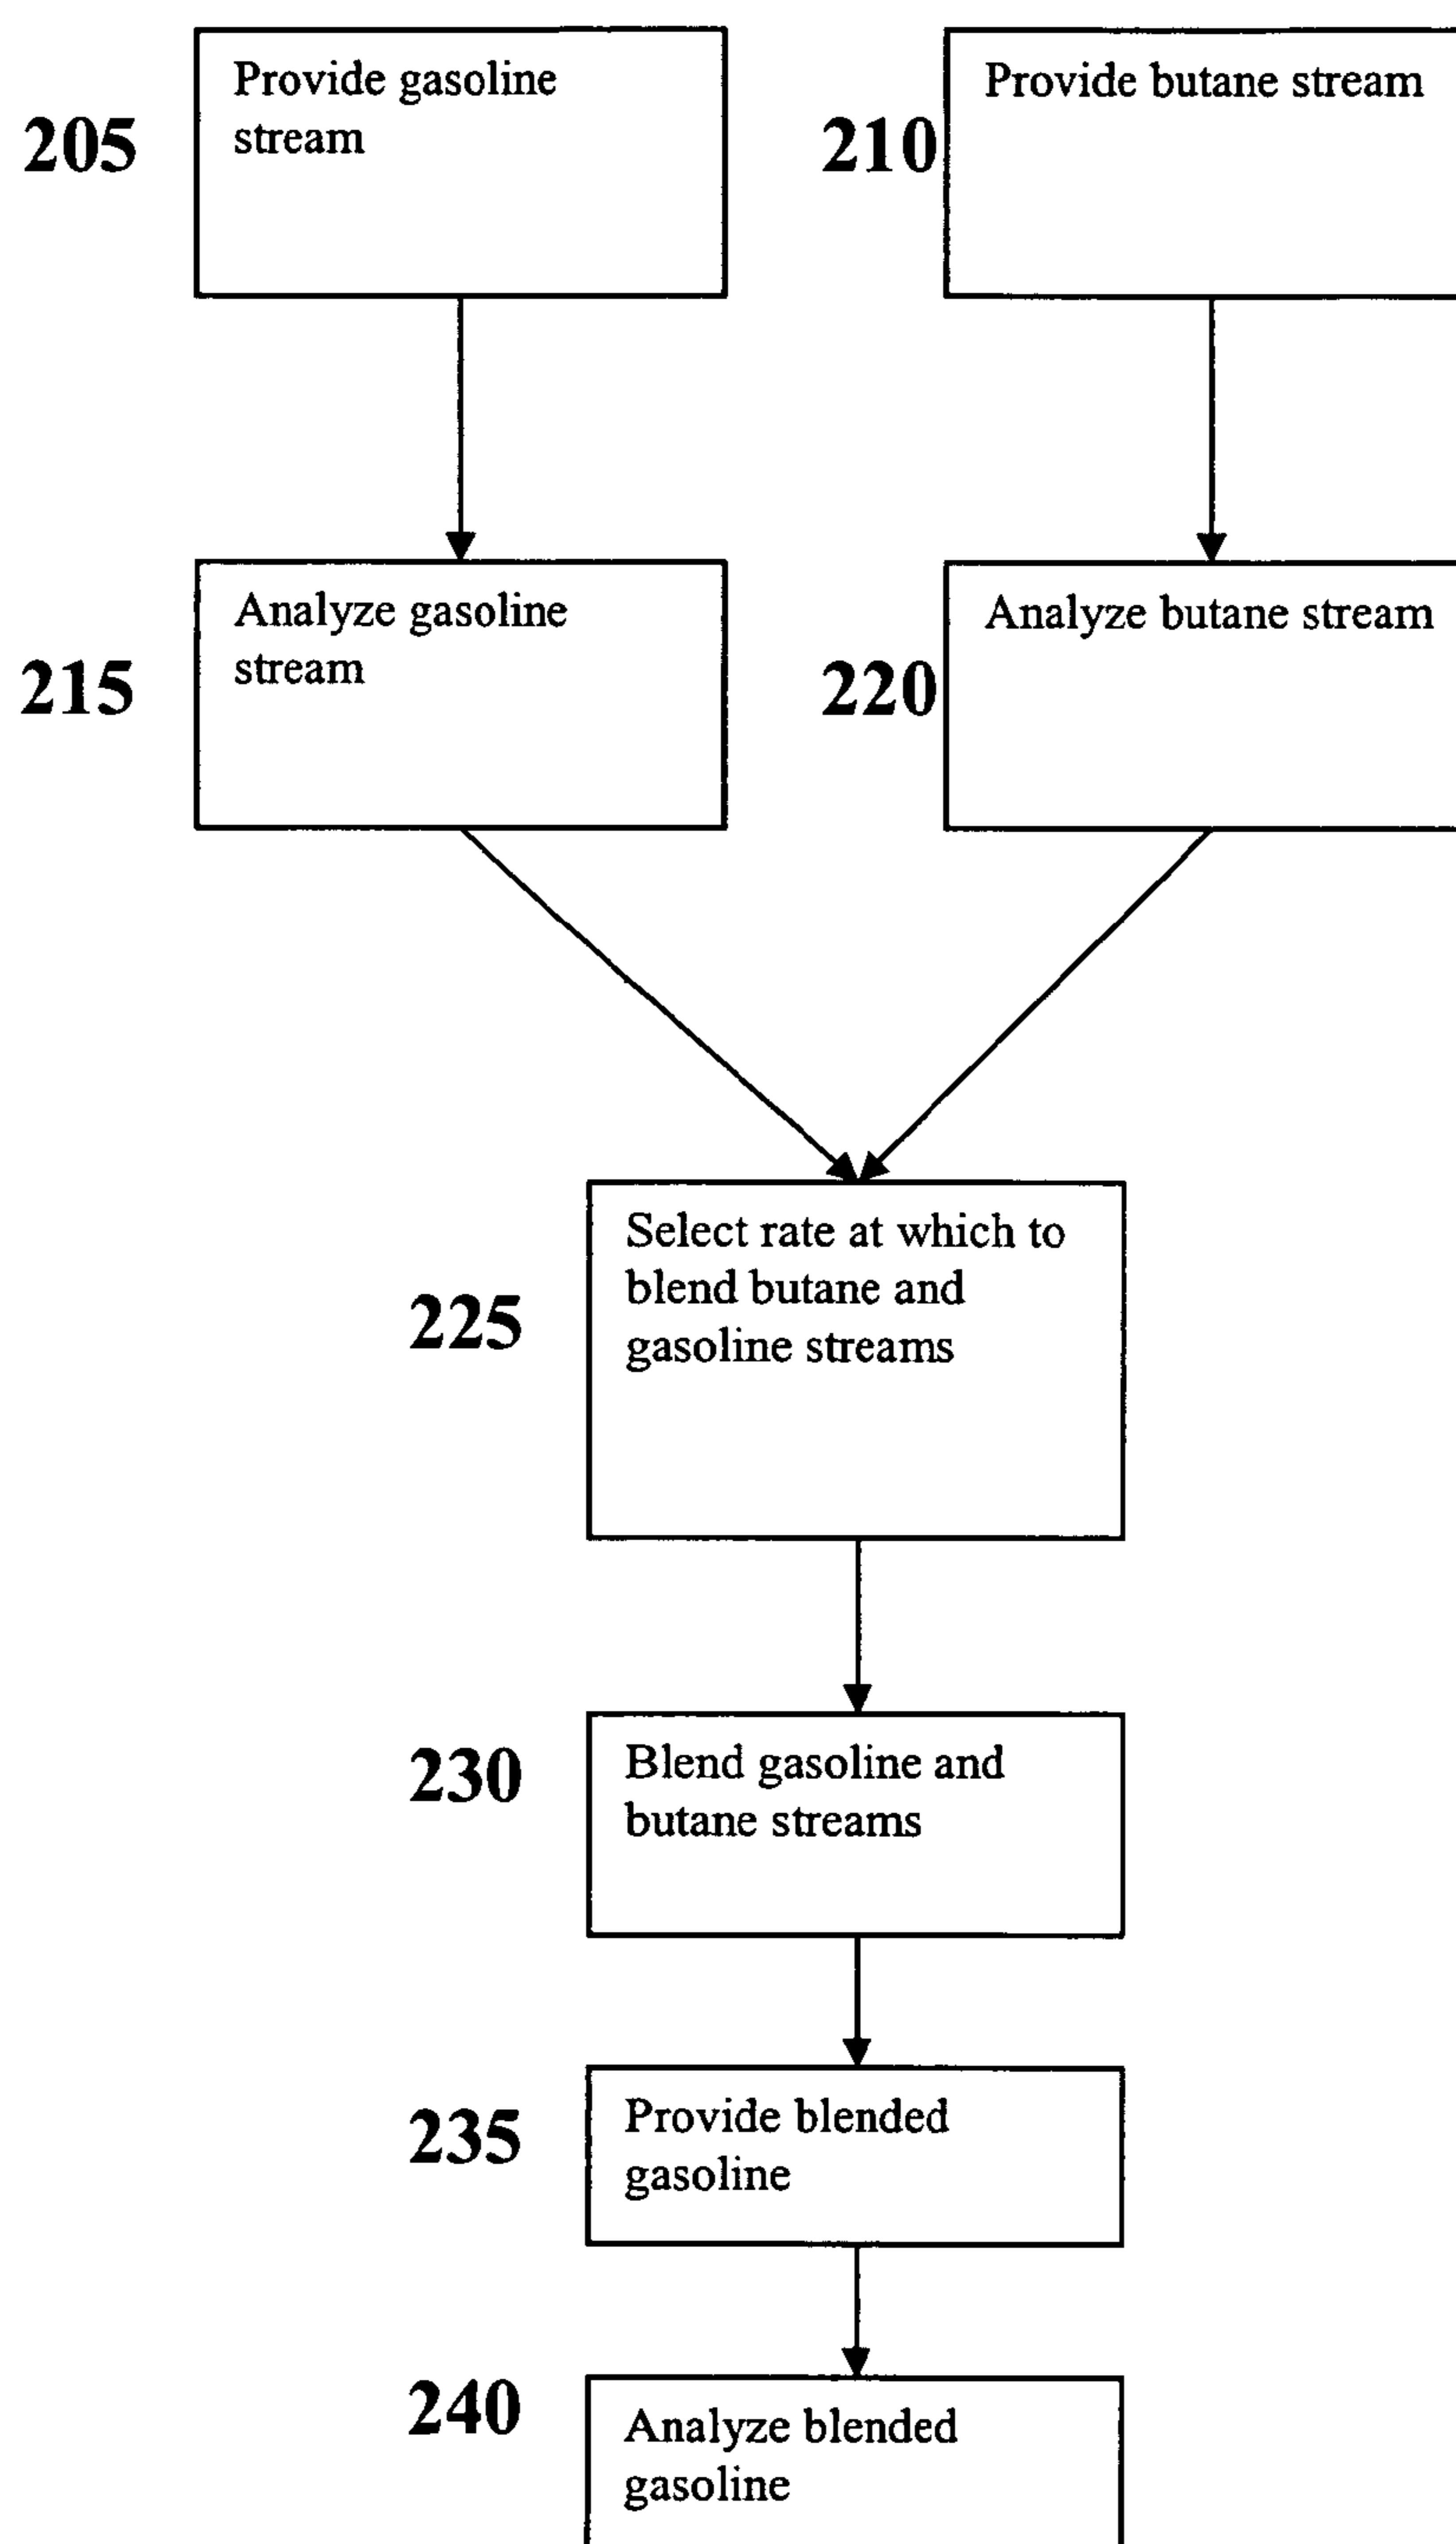 205
Provide gasoline
stream
210
Provide butane stream
215
Analyze gasoline
stream
220
Analyze butane stream
225
Select rate at which to
blend butane and
gasoline streams
230
Blend gasoline and
butane streams
235
Provide blended
gasoline
240
Analyze blended
gasoline